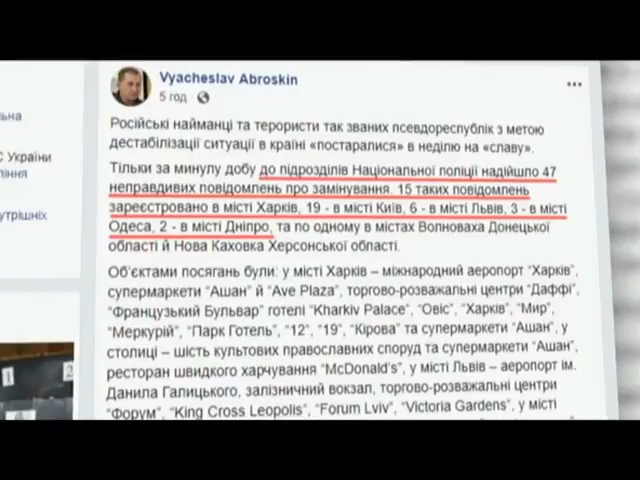 Vyacheslav Abroskin
5 год ·
Російські найманці та терористи так званих псевдореспублік з метою
дестабілізації ситуації в країні «постаралися» в неділю на «славу».
Тільки за минулу добу до підрозділів Національної поліції надійшло 47
неправдивих повідомлень про замінування. 15 таких повідомлень
зареєстровано в місті Харків, 19 - в місті Київ, 6 - в місті Львів, 3 - в місті
Одеса, 2 - в місті Дніпро, та по одному в містах Волноваха Донецької
області й Нова Каховка Херсонської області.
Об'єктами посягань були: у місті Харків – міжнародний аеропорт "Харків",
супермаркети "Ашан" й "Ave Plaza", торгово-розважальні центри "Даффі",
"Французький Бульвар" готелі "Kharkiv Palace", "Овіс", "Харків", "Мир",
"Меркурій", "Парк Готель", "12", "19", "Кірова" та супермаркети "Ашан", у
столиці – шість культових православних споруд та супермаркети "Ашан",
ресторан швидкого харчування "McDonald's", у місті Львів – аеропорт ім.
Данила Галицького, залізничний вокзал, торгово-розважальні центри
"Форум", "King Cross Leopolis", "Forum Lviv", "Victoria Gardens", у місті
С України
утрішніх
1
2